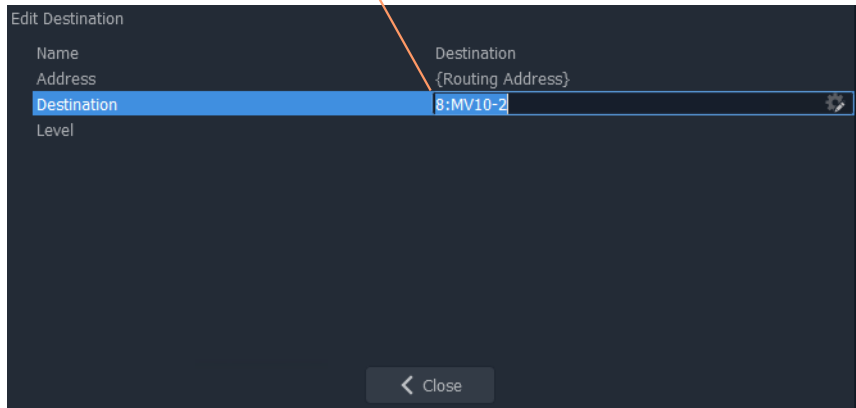 Edit Destination
Name Destination
Address {Routing Address}
Destination 8:MV10-2
Level
Close